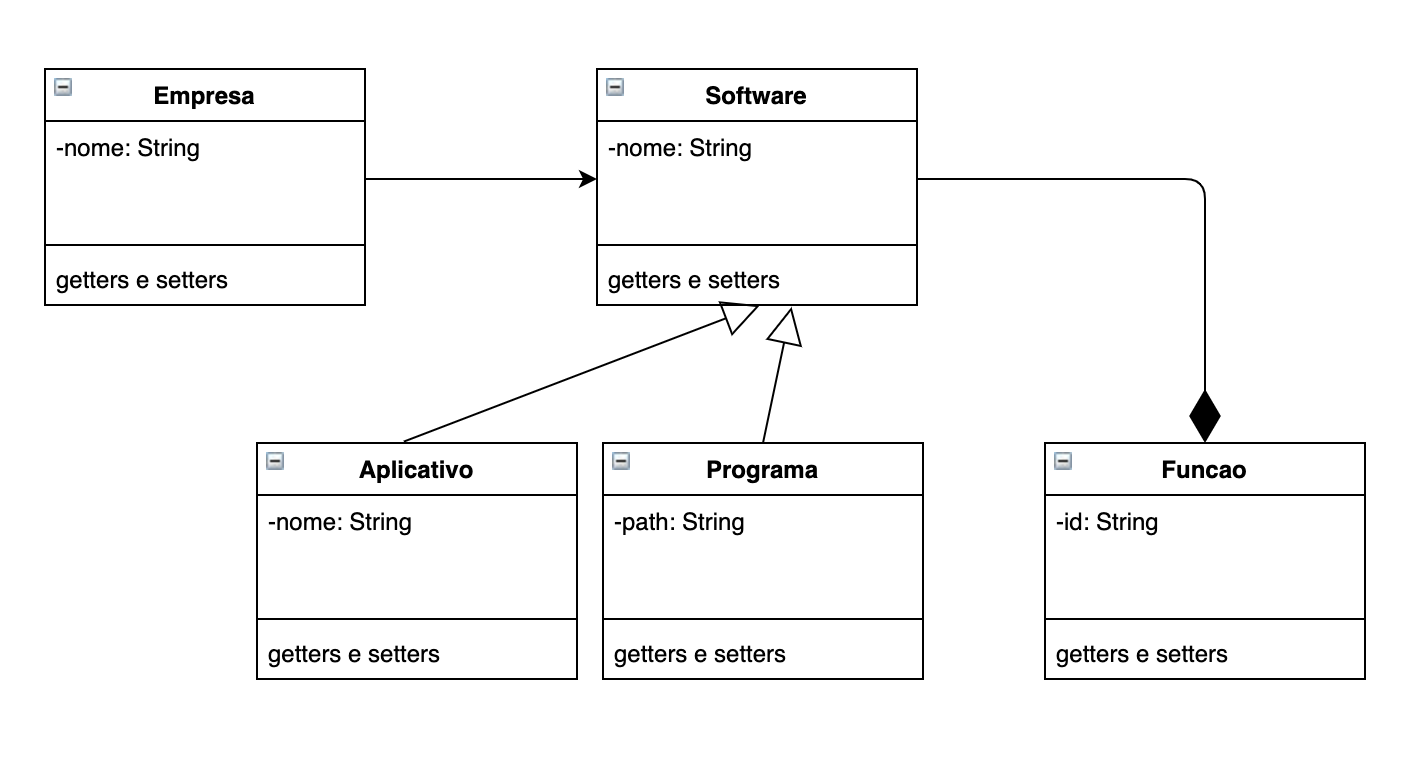 Empresa
-nome: String
getters e setters
Software
-nome: String
getters e setters
Aplicativo
-nome: String
getters e setters
Programa
-path: String
getters e setters
Funcao
-id: String
getters e setters